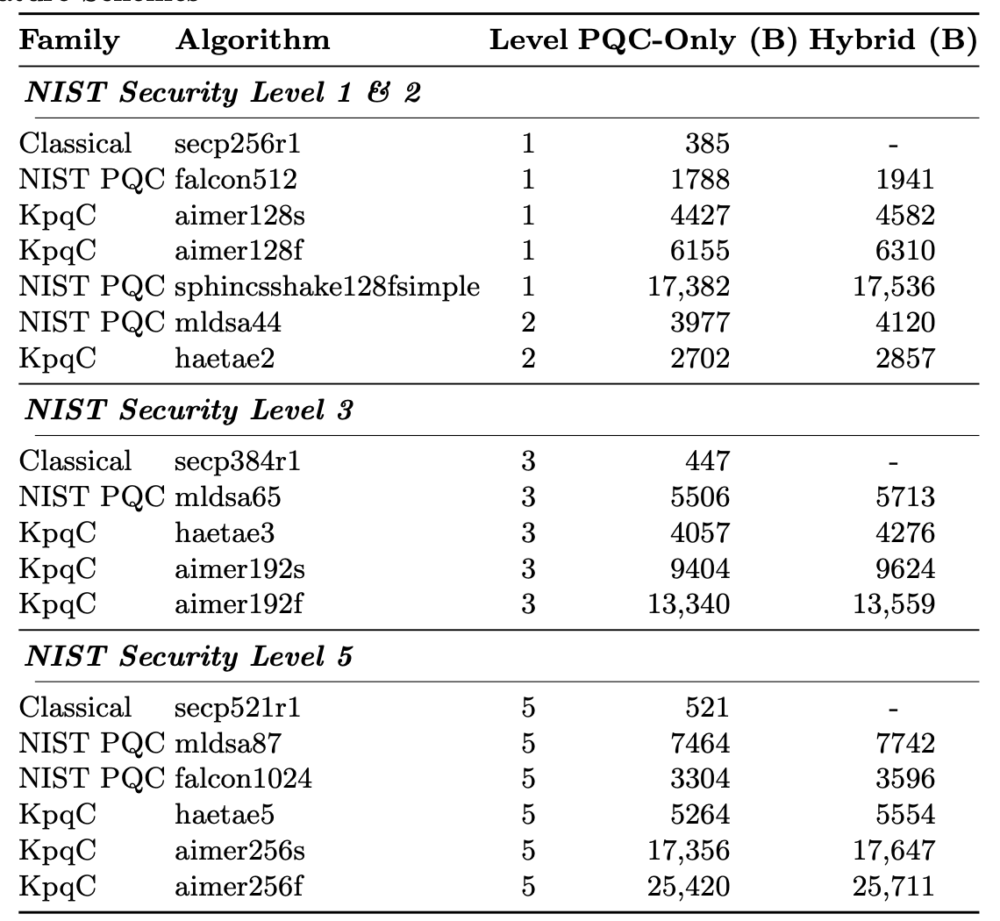 Family Algorithm Level PQC-Only (B) Hybrid (B)
NIST Security Level 1 & 2
Classical secp256r1 1 385 -
NIST PQC falcon512 1 1788 1941
KpqC aimer128s 1 4427 4582
KpqC aimer128f 1 6155 6310
NIST PQC sphincsshake128fsimple 1 17,382 17,536
NIST PQC mldsa44 2 3977 4120
KpqC haetae2 2 2702 2857
NIST Security Level 3
Classical secp384r1 3 447 -
NIST PQC mldsa65 3 5506 5713
KpqC haetae3 3 4057 4276
KpqC aimer192s 3 9404 9624
KpqC aimer192f 3 13,340 13,559
NIST Security Level 5
Classical secp521r1 5 521 -
NIST PQC mldsa87 5 7464 7742
NIST PQC falcon1024 5 3304 3596
KpqC haetae5 5 5264 5554
KpqC aimer256s 5 17,356 17,647
KpqC aimer256f 5 25,420 25,711